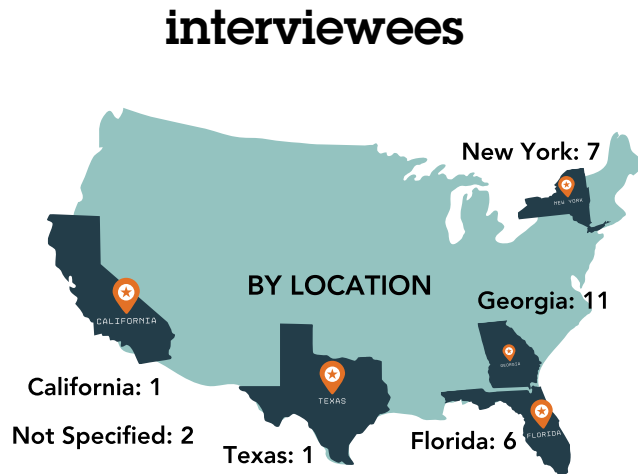 interviewees
New York: 7
NEW YORK
BY LOCATION
Georgia: 11
CALIFORNIA
GEORGIA
California: 1
TEXAS
Not Specified: 2
Texas: 1
Florida: 6
FLORIDA